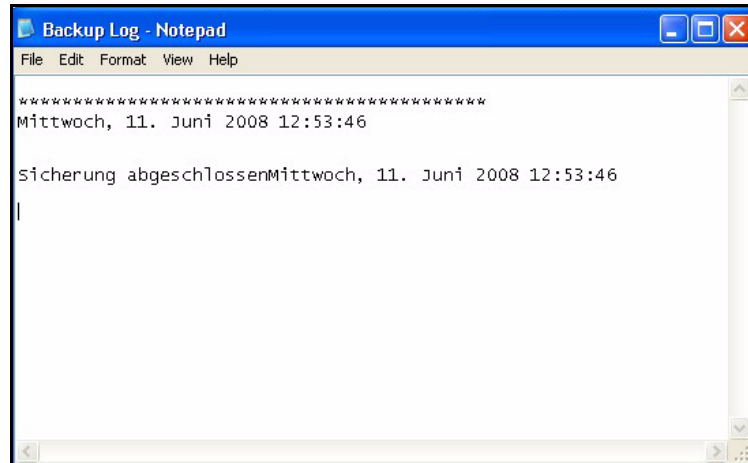 Backup Log - Notepad
File Edit Format View Help
*******************************************
Mittwoch, 11. Juni 2008 12:53:46
Sicherung abgeschlossenMittwoch, 11. Juni 2008 12:53:46